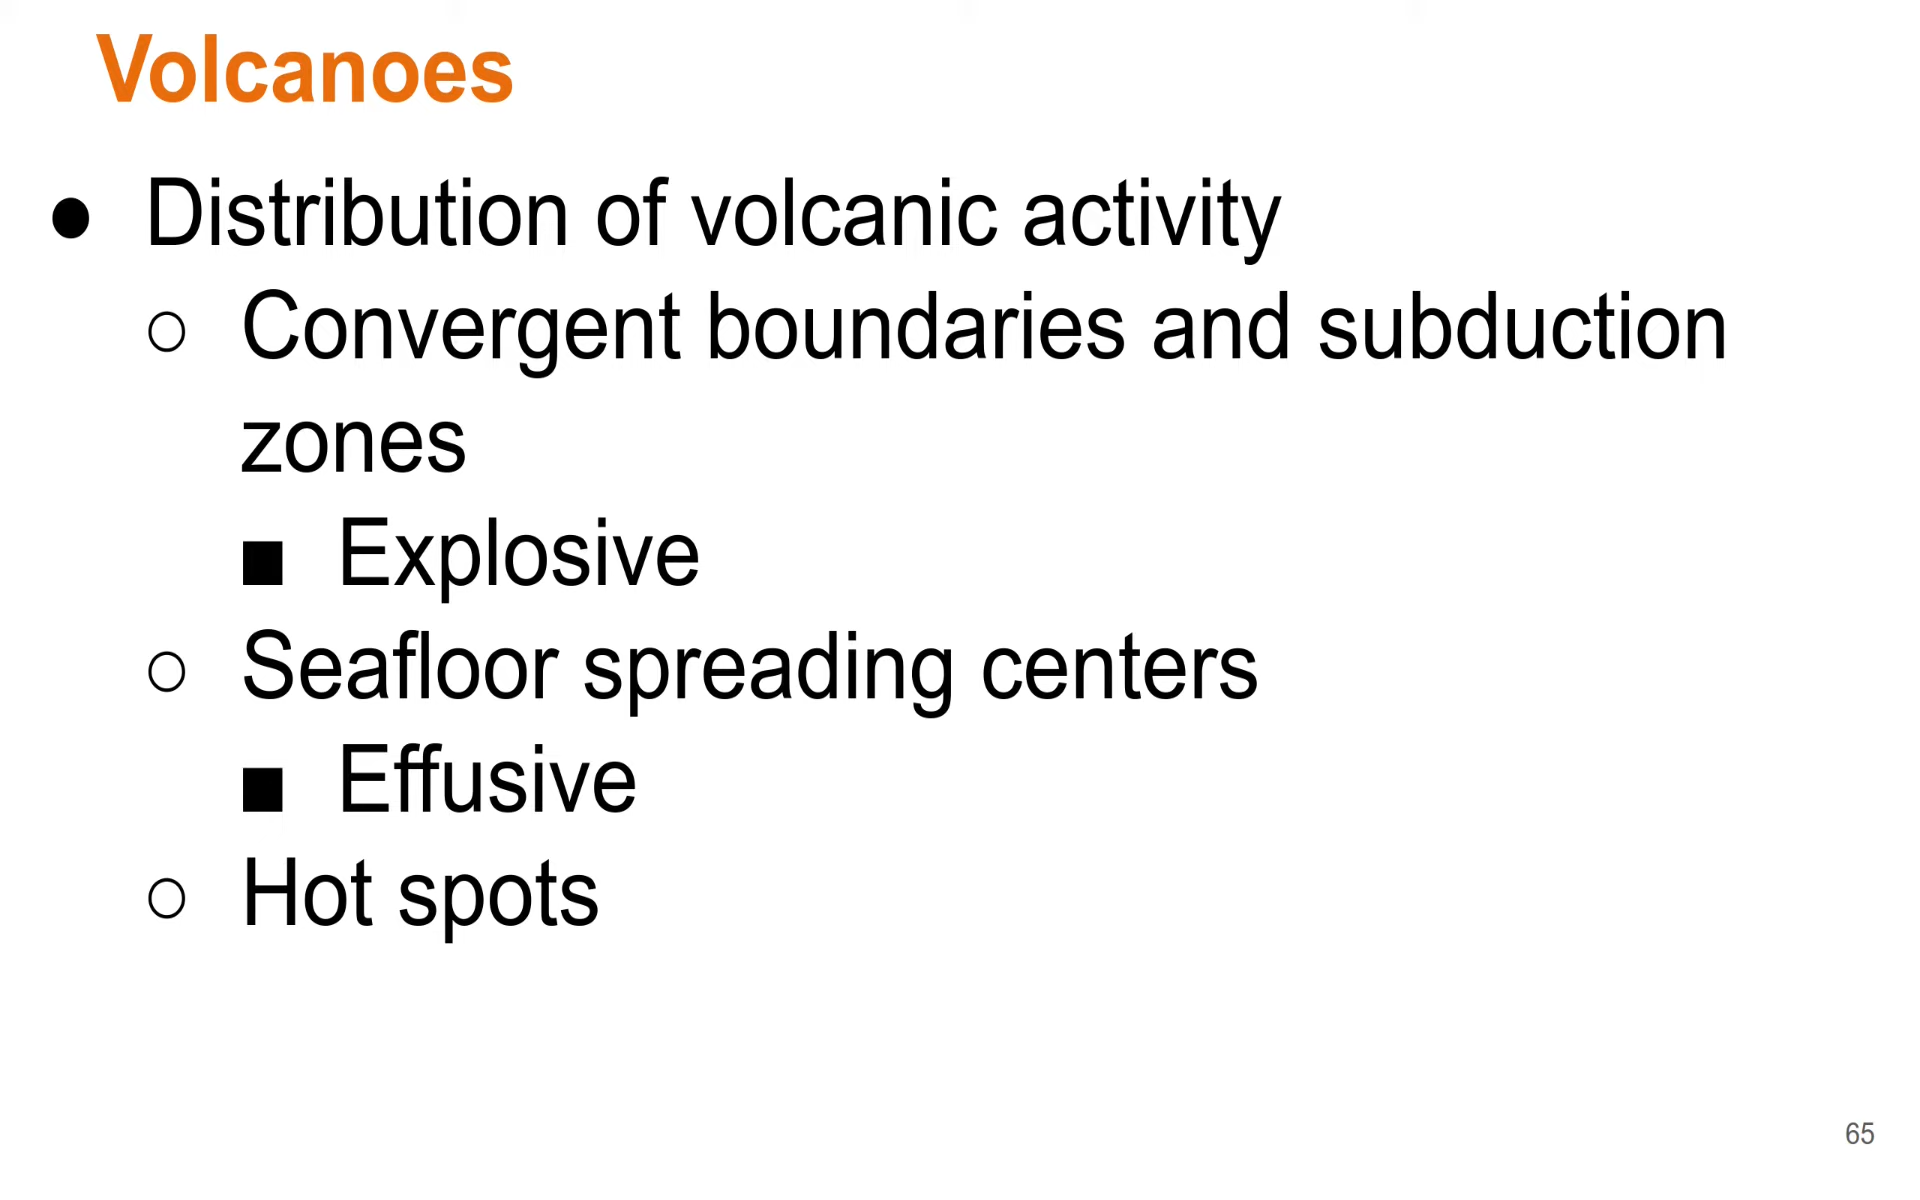 Volcanoes
● Distribution of volcanic activity
○ Convergent boundaries and subduction
zones
■ Explosive
○ Seafloor spreading centers
■ Effusive
○ Hot spots
65